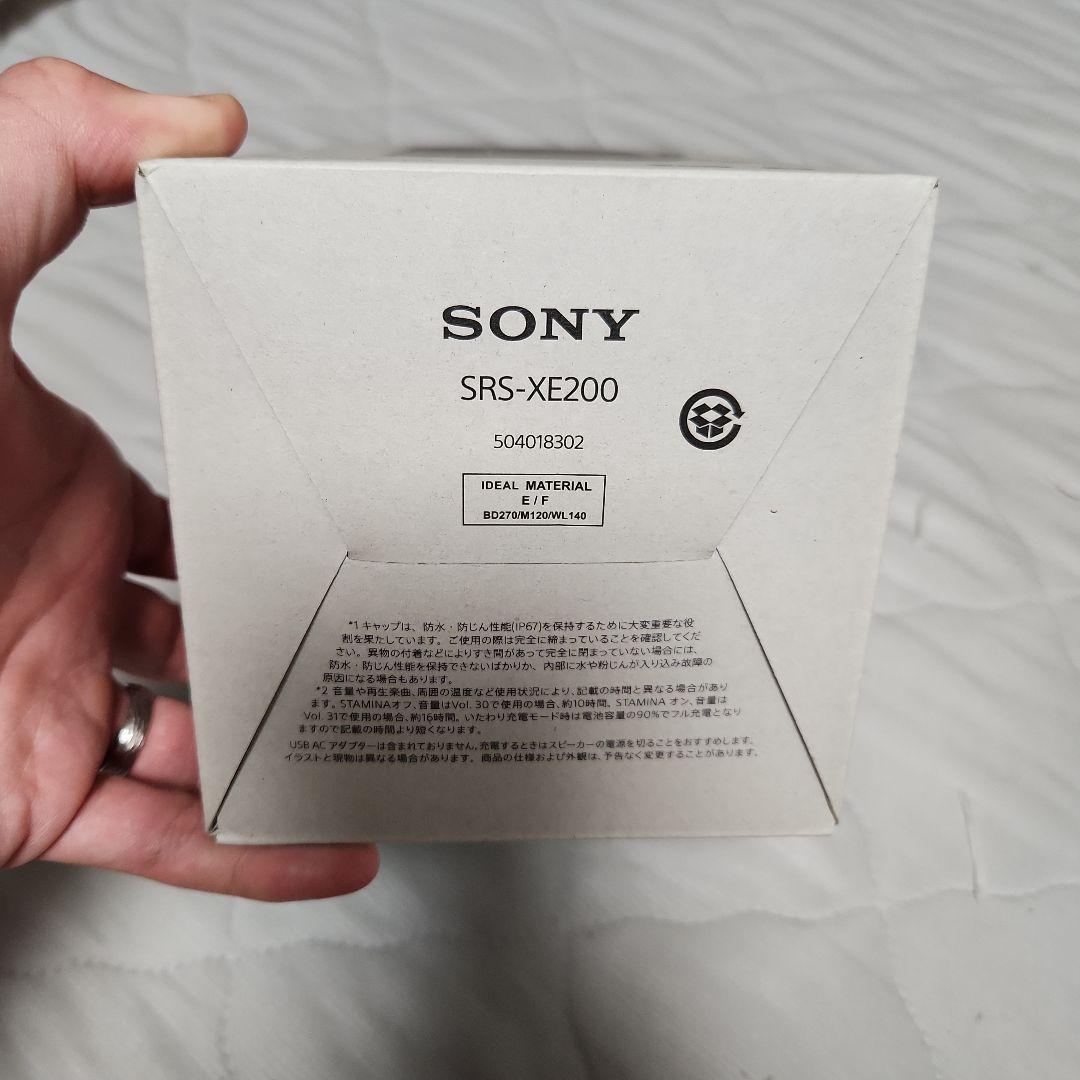 SONY
SRS-XE200
504018302
IDEAL MATERIAL
E / F
BD270/M120/WL140
*1 キャップは、防水・防じん性能(IP67)を保持するために大変重要な役
割を果たしています。ご使用の際は完全に締まっていることを確認してくだ
さい。異物の付着などによりすき間があって完全に閉まっていない場合には、
防水・防じん性能を保持できないばかりか、内部に水や粉じんが入り込み故障の
原因になる場合もあります。
*2 音量や再生楽曲、周囲の温度など使用状況により、記載の時間と異なる場合があり
ます。STAMINAオフ、音量はVol. 30で使用の場合、約10時間。STAMINA オン、音量は
Vol. 31で使用の場合、約16時間。いたわり充電モード時は電池容量の90%でフル充電となり
ますので記載の時間より短くなります。
USB AC アダプターは含まれておりません。充電するときはスピーカーの電源を切ることをおすすめします。
イラストと現物は異なる場合があります。商品の仕様および外観は、予告なく変更することがあります。